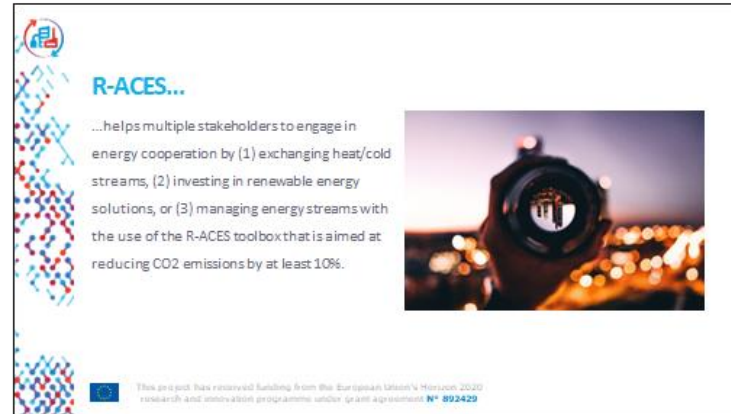 R-ACES...
...helps multiple stakeholders to engage in
energy cooperation by (1) exchanging heat/cold
streams, (2) investing in renewable energy
solutions, or (3) managing energy streams with
the use of the R-ACES toolbox that is aimed at
reducing CO2 emissions by at least 10%.
This project has received funding from the European Union's Horizon 2020
research and innovation programme under grant agreement N° 892429